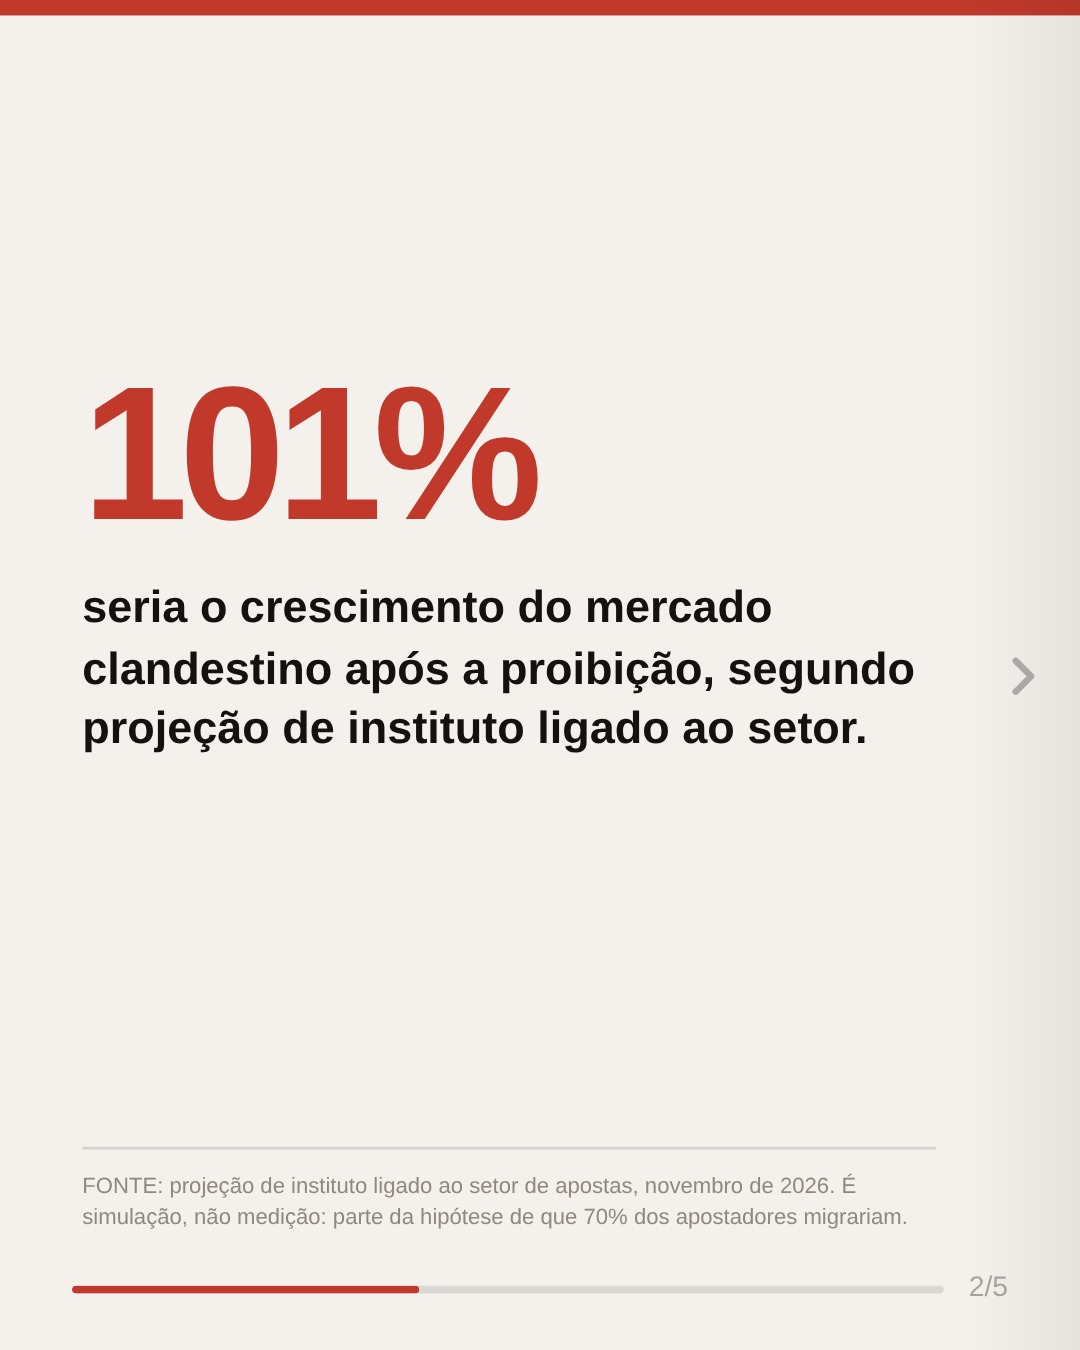 101%
seria o crescimento do mercado
clandestino após a proibição, segundo
projeção de instituto ligado ao setor.
FONTE: projeção de instituto ligado ao setor de apostas, novembro de 2026. É
simulação, não medição: parte da hipótese de que 70% dos apostadores migrariam.
2/5